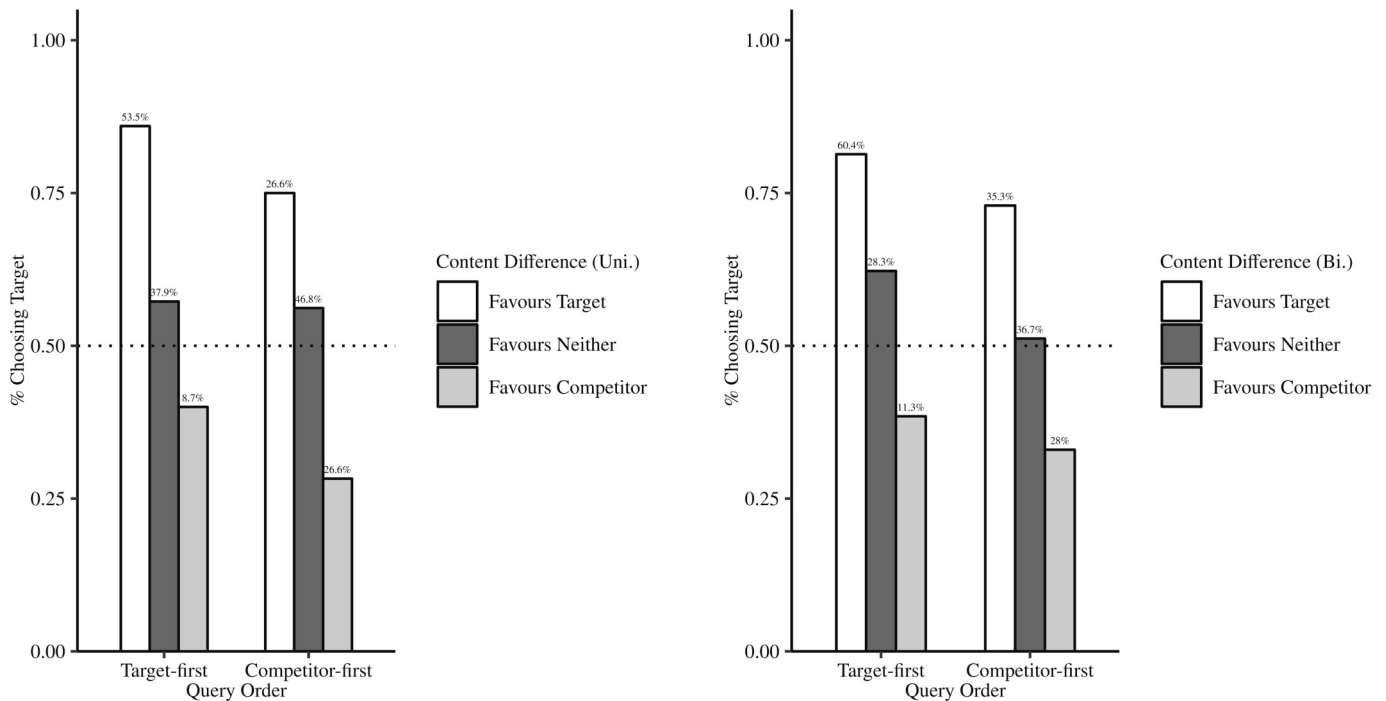 1.00
0.75
0.50
0.25
0.00
% Choosing Target
53.5%
37.9%
8.7%
26.6%
46.8%
26.6%
Target-first
Competitor-first
Query Order
Content Difference (Uni.)
Favours Target
Favours Neither
Favours Competitor
1.00
0.75
0.50
0.25
0.00
% Choosing Target
60.4%
28.3%
11.3%
35.3%
36.7%
28%
Target-first
Competitor-first
Query Order
Content Difference (Bi.)
Favours Target
Favours Neither
Favours Competitor